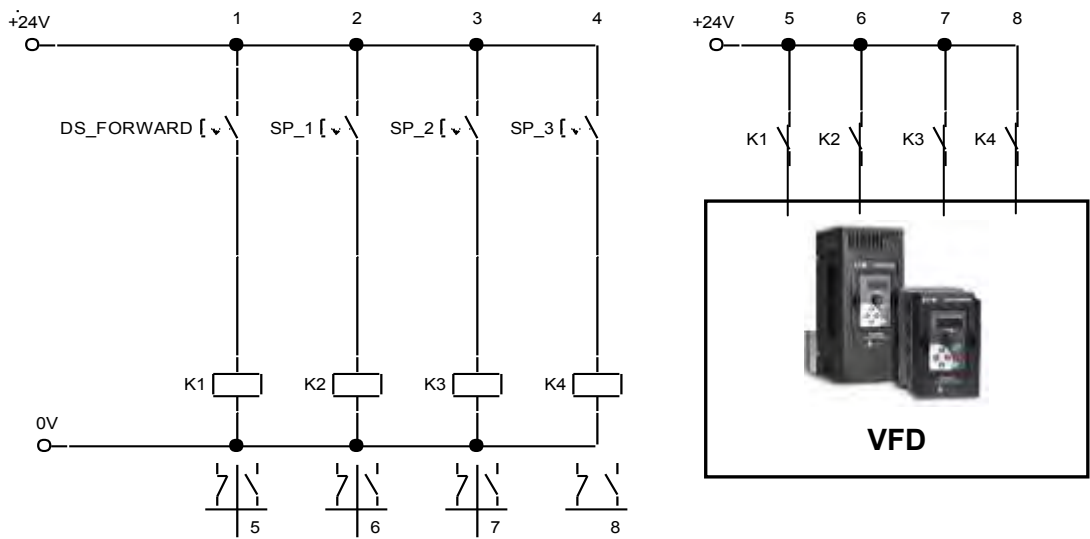 1 2 3 4
+24V
DS_FORWARD SP_1 SP_2 SP_3
K1 K2 K3 K4
0V
5 6 7 8
5 6 7 8
+24V
K1 K2 K3 K4
VFD